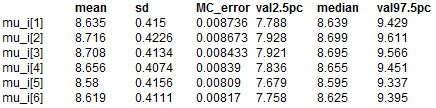 mean sd MC_error val2.5pc median val97.5pc
mu_i[1] 8.635 0.415 0.008736 7.788 8.639 9.429
mu_i[2] 8.716 0.4226 0.008673 7.928 8.699 9.611
mu_i[3] 8.708 0.4134 0.008433 7.921 8.695 9.566
mu_i[4] 8.656 0.4074 0.00839 7.836 8.655 9.451
mu_i[5] 8.58 0.4156 0.00809 7.679 8.595 9.337
mu_i[6] 8.619 0.4111 0.00817 7.758 8.625 9.395